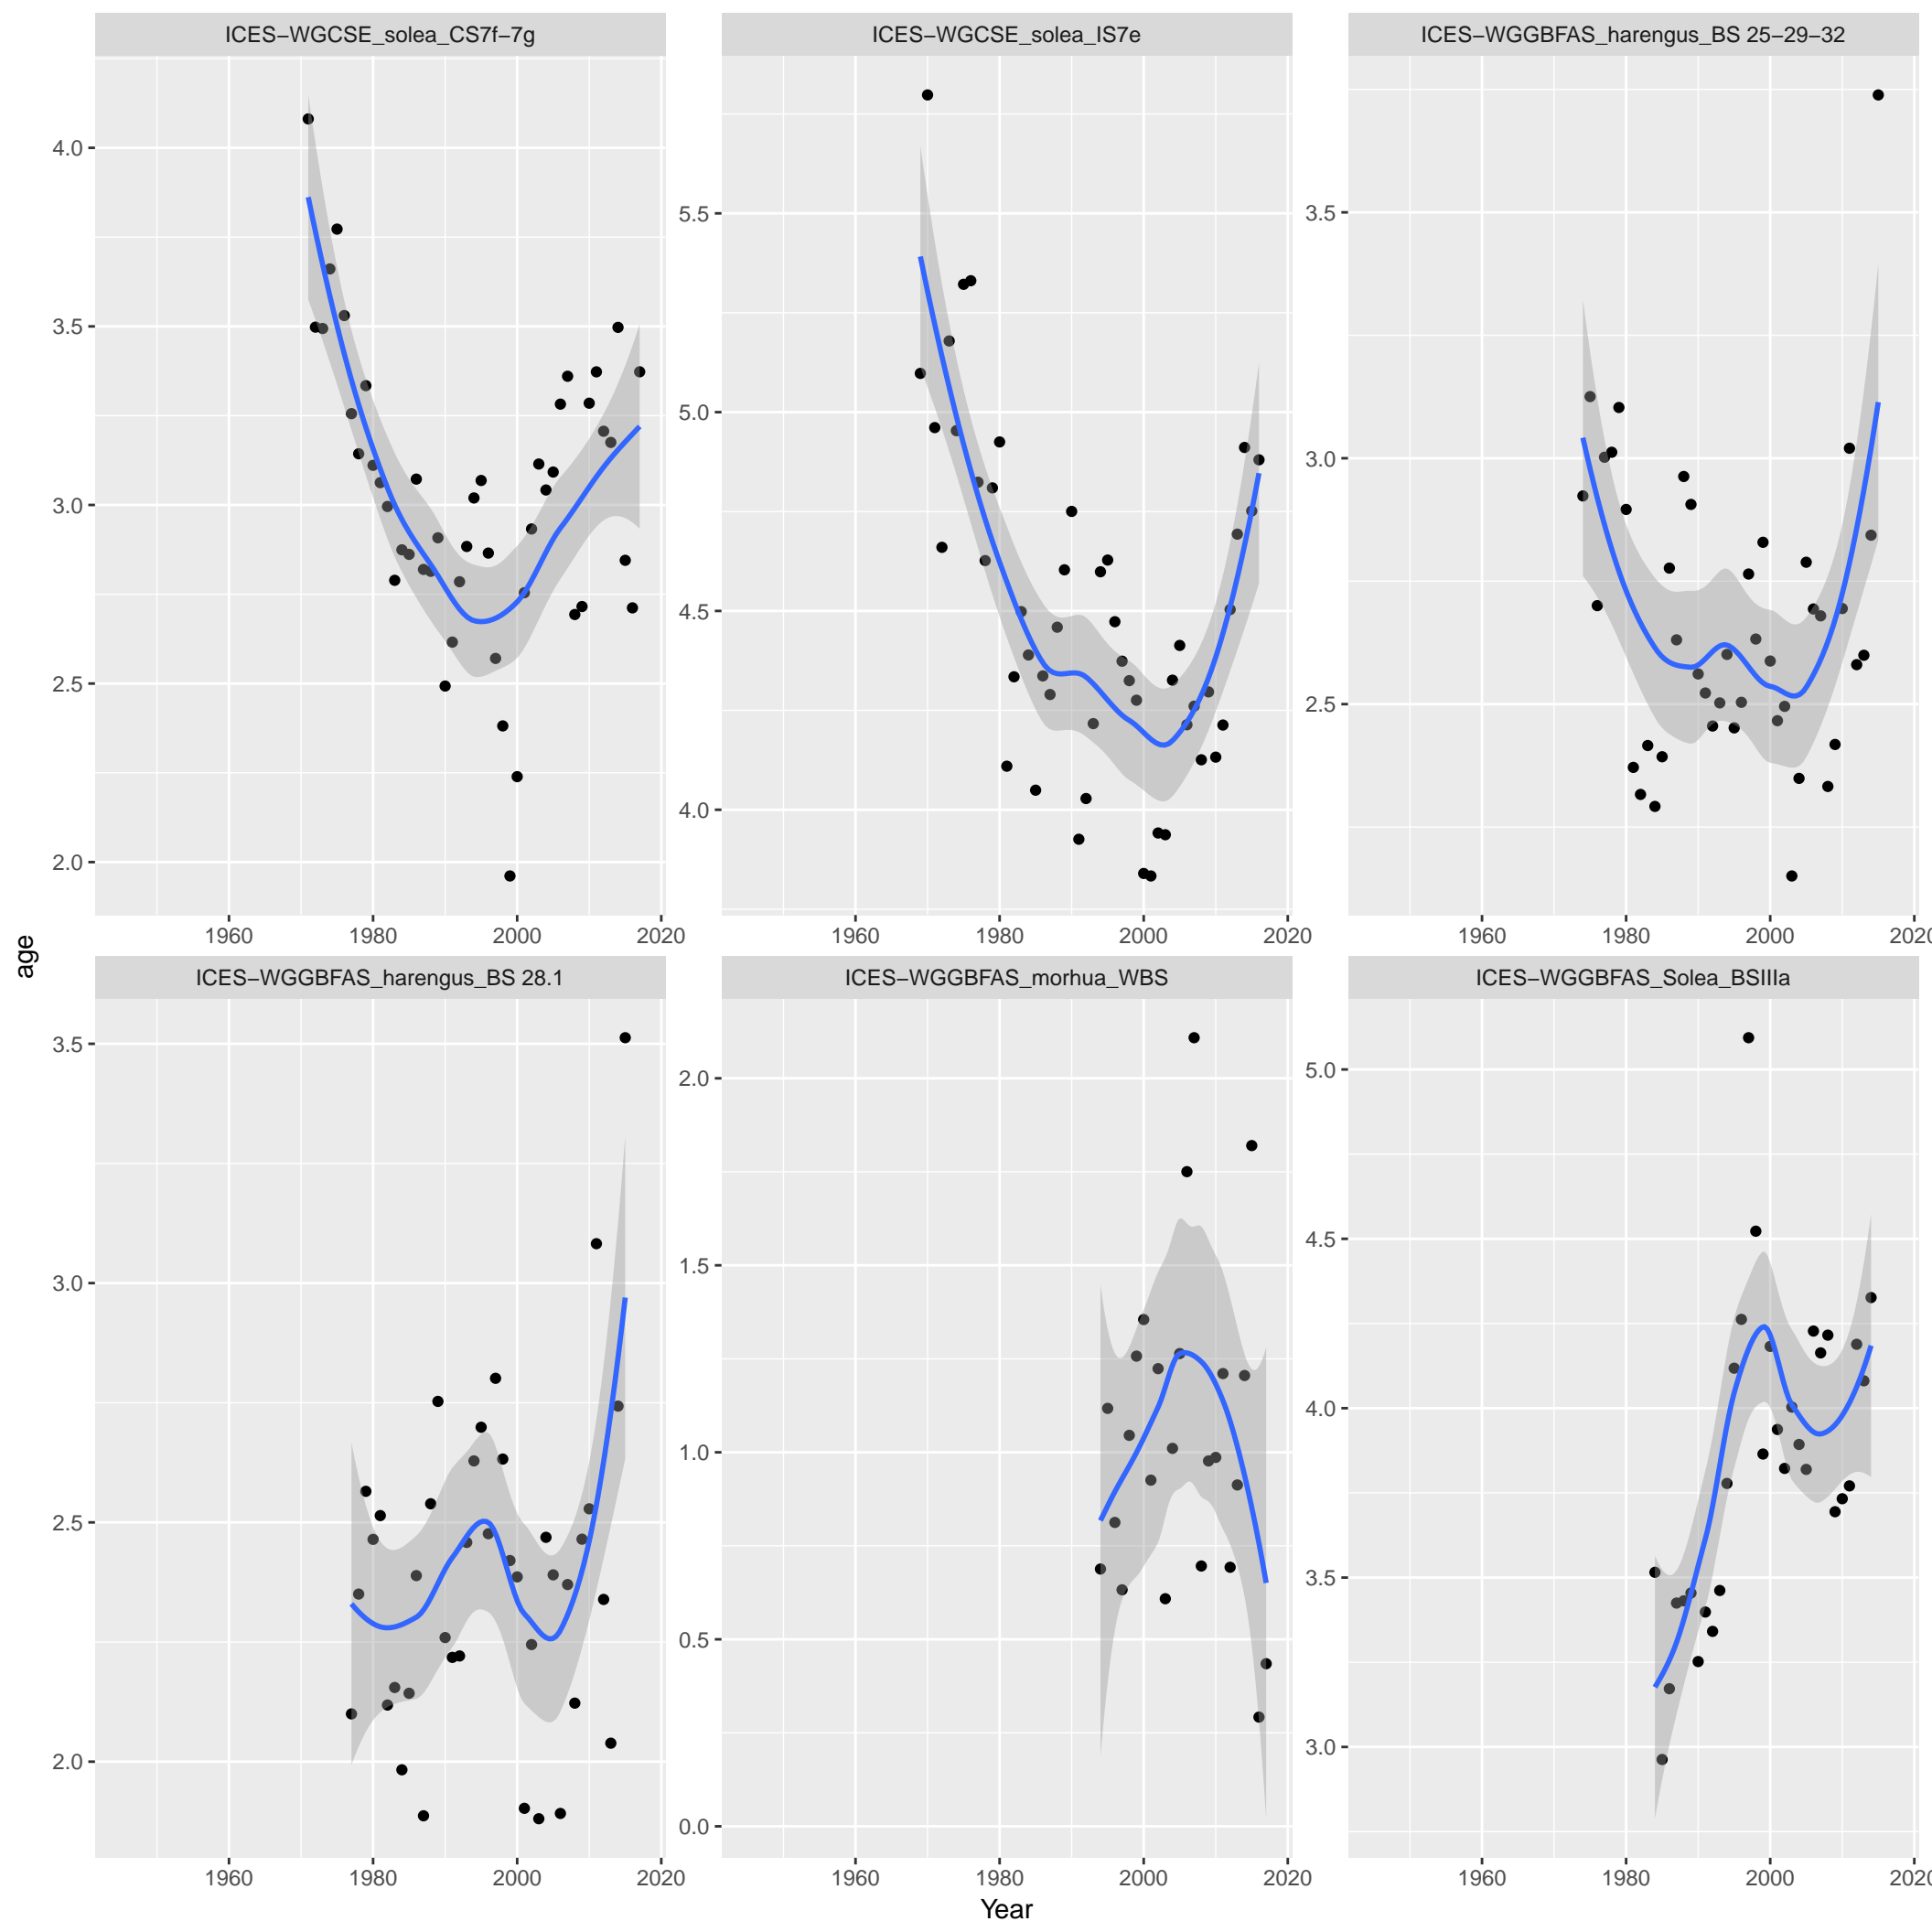 ICES−WGCSE_solea_CS7f−7g
ICES−WGCSE_solea_IS7e
ICES−WGGBFAS_harengus_BS 25−29−32
4.0
3.5
3.0
2.5
2.0
5.5
5.0
4.5
4.0
3.5
3.0
2.5
1960 1980 2000 2020
1960 1980 2000 2020
1960 1980 2000 2020
age
ICES−WGGBFAS_harengus_BS 28.1
ICES−WGGBFAS_morhua_WBS
ICES−WGGBFAS_Solea_BSIIIa
3.5
3.0
2.5
2.0
2.0
1.5
1.0
0.5
0.0
5.0
4.5
4.0
3.5
3.0
1960 1980 2000 2020
1960 1980 2000 2020
1960 1980 2000 2020
Year